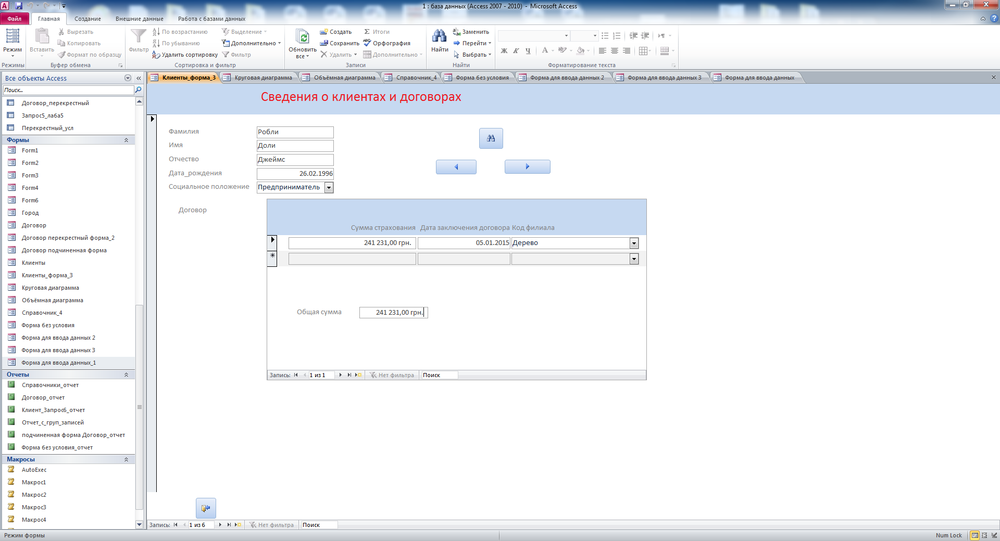 1 : база данных (Access 2007 - 2010) - Microsoft Access
Файл Главная Создание Внешние данные Работа с базами данных
Режим
Режимы
Вставить
Вырезать
Копировать
Формат по образцу
Буфер обмена
Фильтр
По возрастанию
По убыванию
Удалить сортировку
Выделение
Дополнительно
Фильтр
Сортировка и фильтр
Обновить
все
Создать
Сохранить
Удалить
Итоги
Орфография
Дополнительно
Записи
Найти
Заменить
Перейти
Выбрать
Найти
Ж К Ч
Форматирование текста
Все объекты Access
Поиск...
Договор_перекрестный
Запрос5_лаба5
Перекрестный_усл
Формы
Form1
Form2
Form3
Form4
Form6
Город
Договор
Договор перекрестный форма_2
Договор подчиненная форма
Клиенты
Клиенты_форма_3
Круговая диаграмма
Объёмная диаграмма
Справочник_4
Форма без условия
Форма для ввода данных 2
Форма для ввода данных 3
Форма для ввода данных_1
Отчеты
Справочники_отчет
Договор_отчет
Клиент_Запрос6_отчет
Отчет_с_груп_записей
подчиненная форма Договор_отчет
Форма без условия_отчет
Макросы
AutoExec
Макрос1
Макрос2
Макрос3
Макрос4
Клиенты_форма_3 Круговая диаграмма Объёмная диаграмма Справочник_4 Форма без условия Форма для ввода данных 2 Форма для ввода данных 3 Форма для ввода данных
Сведения о клиентах и договорах
Фамилия Робли
Имя Доли
Отчество Джеймс
Дата_рождения 26.02.1996
Социальное положение Предприниматель
Договор
Сумма страхования Дата заключения договора Код филиала
241 231,00 грн. 05.01.2015 Дерево
Общая сумма 241 231,00 грн.
Запись: 1 из 1 Нет фильтра Поиск
Запись: 1 из 6 Нет фильтра Поиск
Режим формы Num Lock